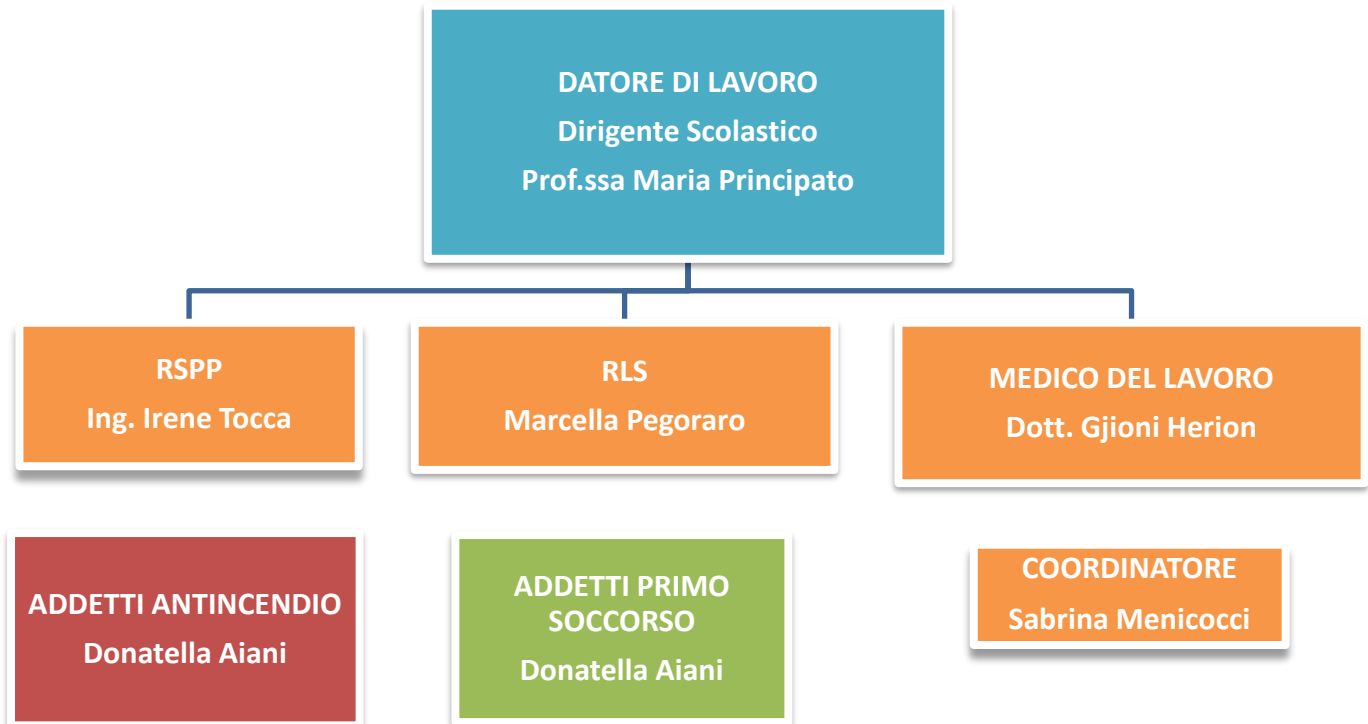 DATORE DI LAVORO
Dirigente Scolastico
Prof.ssa Maria Principato
RSPP
Ing. Irene Tocca
RLS
Marcella Pegoraro
MEDICO DEL LAVORO
Dott. Gjioni Herion
ADDETTI ANTINCENDIO
Donatella Aiani
ADDETTI PRIMO
SOCCORSO
Donatella Aiani
COORDINATORE
Sabrina Menicocci